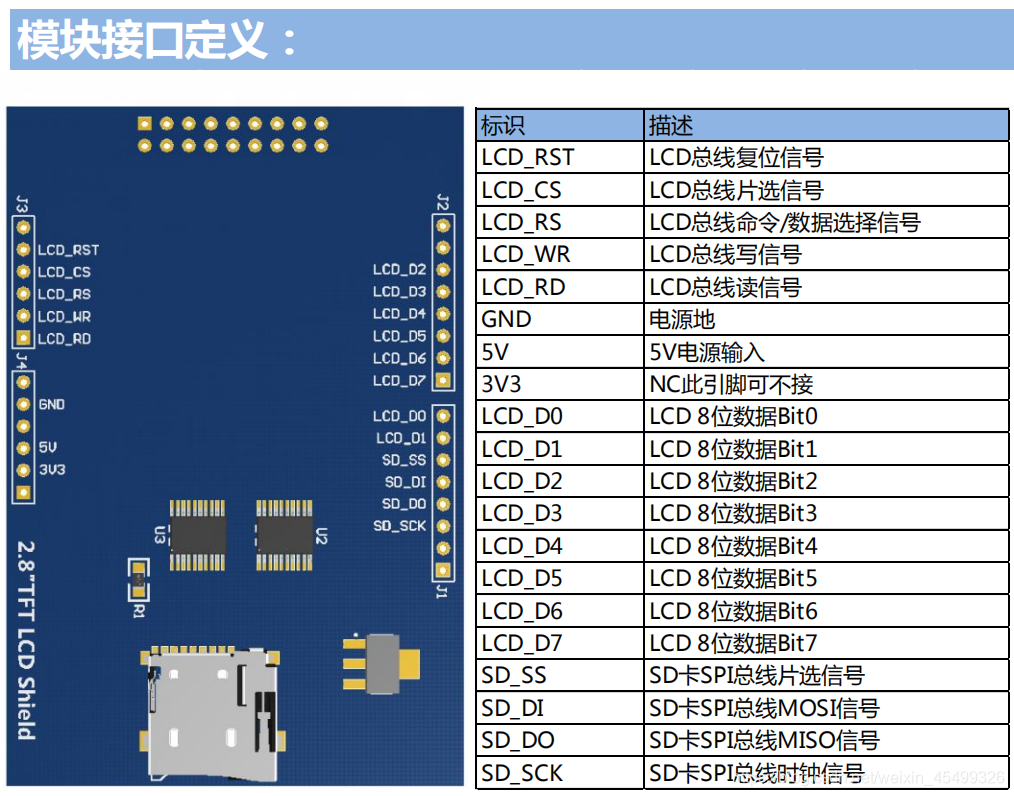 模块接口定义：
J3
LCD_RST
LCD_CS
LCD_RS
LCD_WR
LCD_RD
J4
GND
5V
3V3
J2
LCD_D2
LCD_D3
LCD_D4
LCD_D5
LCD_D6
LCD_D7
LCD_D0
LCD_D1
SD_SS
SD_DI
SD_DO
SD_SCK
J1
U3
U2
R1
2.8"TFT LCD Shield
标识 描述
LCD_RST LCD总线复位信号
LCD_CS LCD总线片选信号
LCD_RS LCD总线命令/数据选择信号
LCD_WR LCD总线写信号
LCD_RD LCD总线读信号
GND 电源地
5V 5V电源输入
3V3 NC此引脚可不接
LCD_D0 LCD 8位数据Bit0
LCD_D1 LCD 8位数据Bit1
LCD_D2 LCD 8位数据Bit2
LCD_D3 LCD 8位数据Bit3
LCD_D4 LCD 8位数据Bit4
LCD_D5 LCD 8位数据Bit5
LCD_D6 LCD 8位数据Bit6
LCD_D7 LCD 8位数据Bit7
SD_SS SD卡SPI总线片选信号
SD_DI SD卡SPI总线MOSI信号
SD_DO SD卡SPI总线MISO信号
SD_SCK SD卡SPI总线时钟信号
weixin_45499326